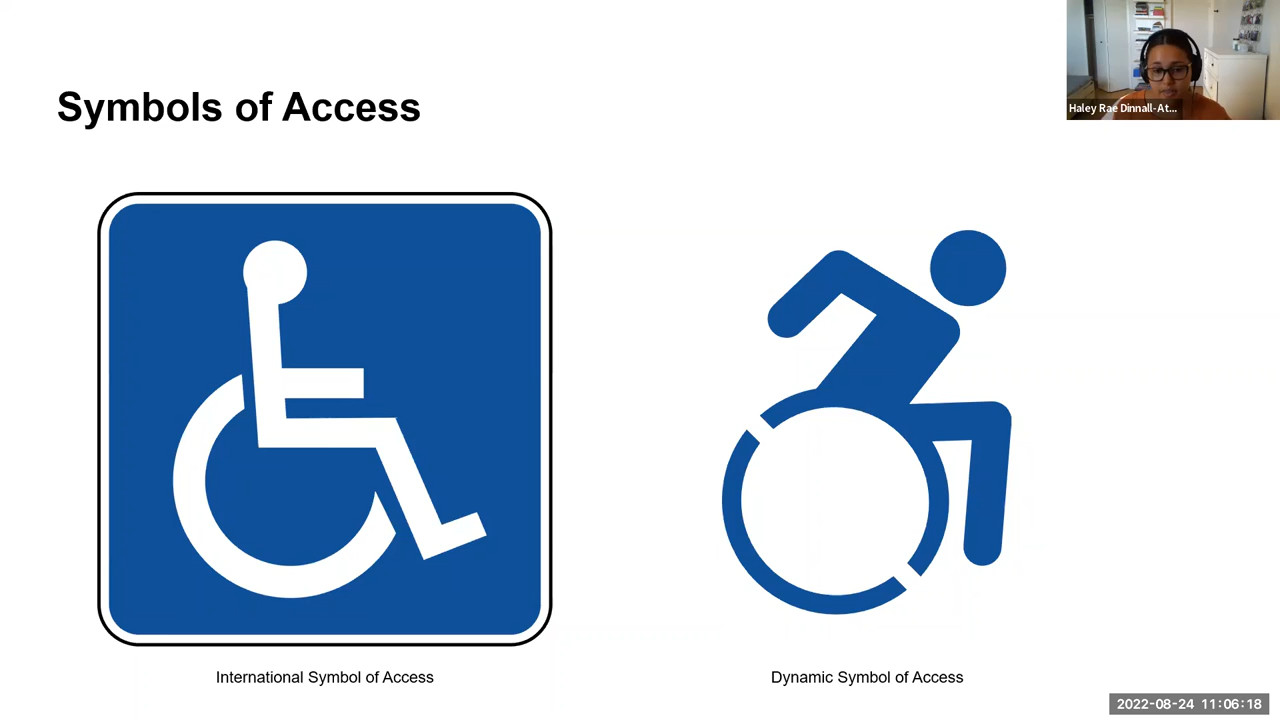 Symbols of Access
Haley Rae Dinnall-At...
International Symbol of Access
Dynamic Symbol of Access
2022-08-24 11:06:18